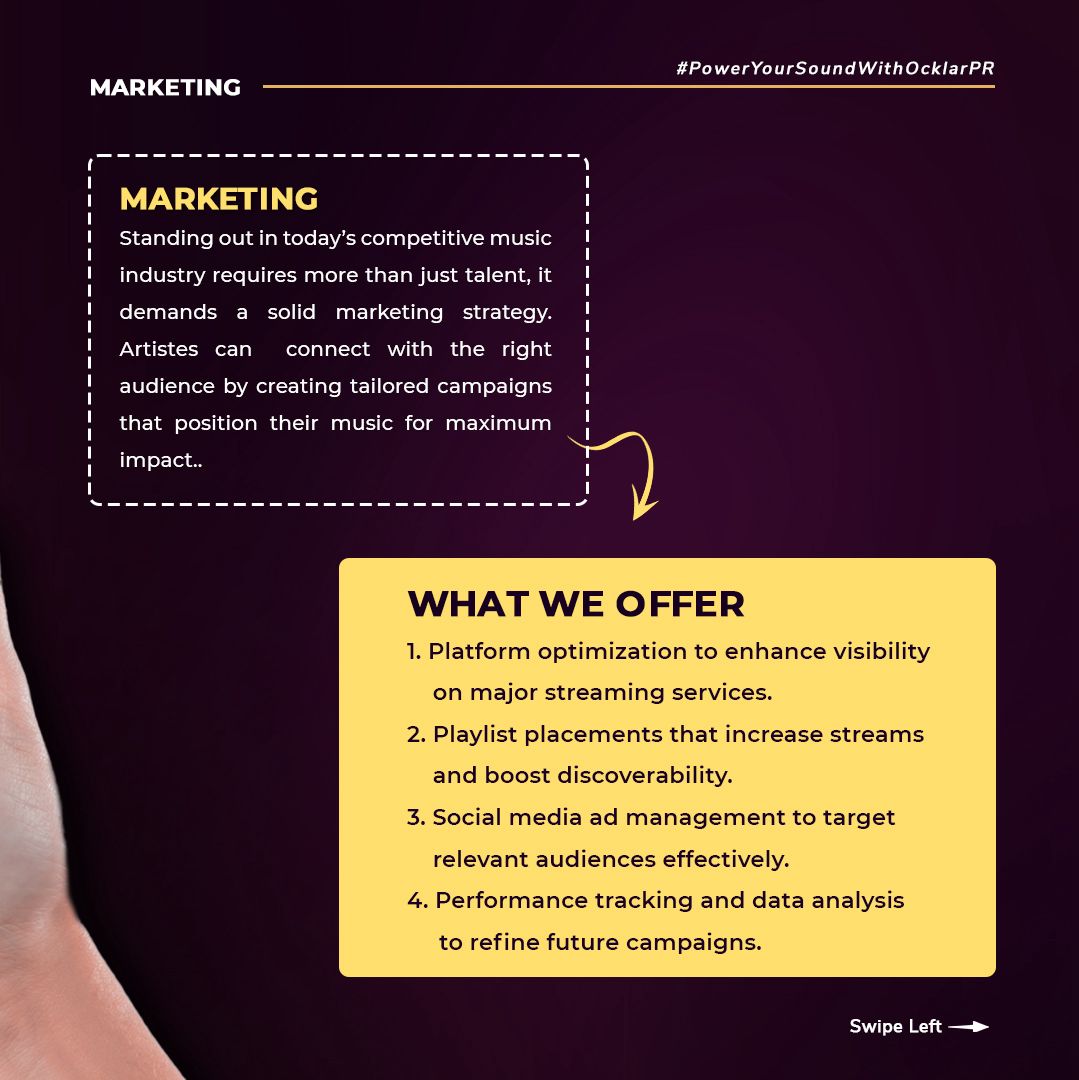 MARKETING
#PowerYourSoundWithOcklarPR
MARKETING
Standing out in today’s competitive music
industry requires more than just talent, it
demands a solid marketing strategy.
Artistes can connect with the right
audience by creating tailored campaigns
that position their music for maximum
impact..
WHAT WE OFFER
1. Platform optimization to enhance visibility
on major streaming services.
2. Playlist placements that increase streams
and boost discoverability.
3. Social media ad management to target
relevant audiences effectively.
4. Performance tracking and data analysis
to refine future campaigns.
Swipe Left